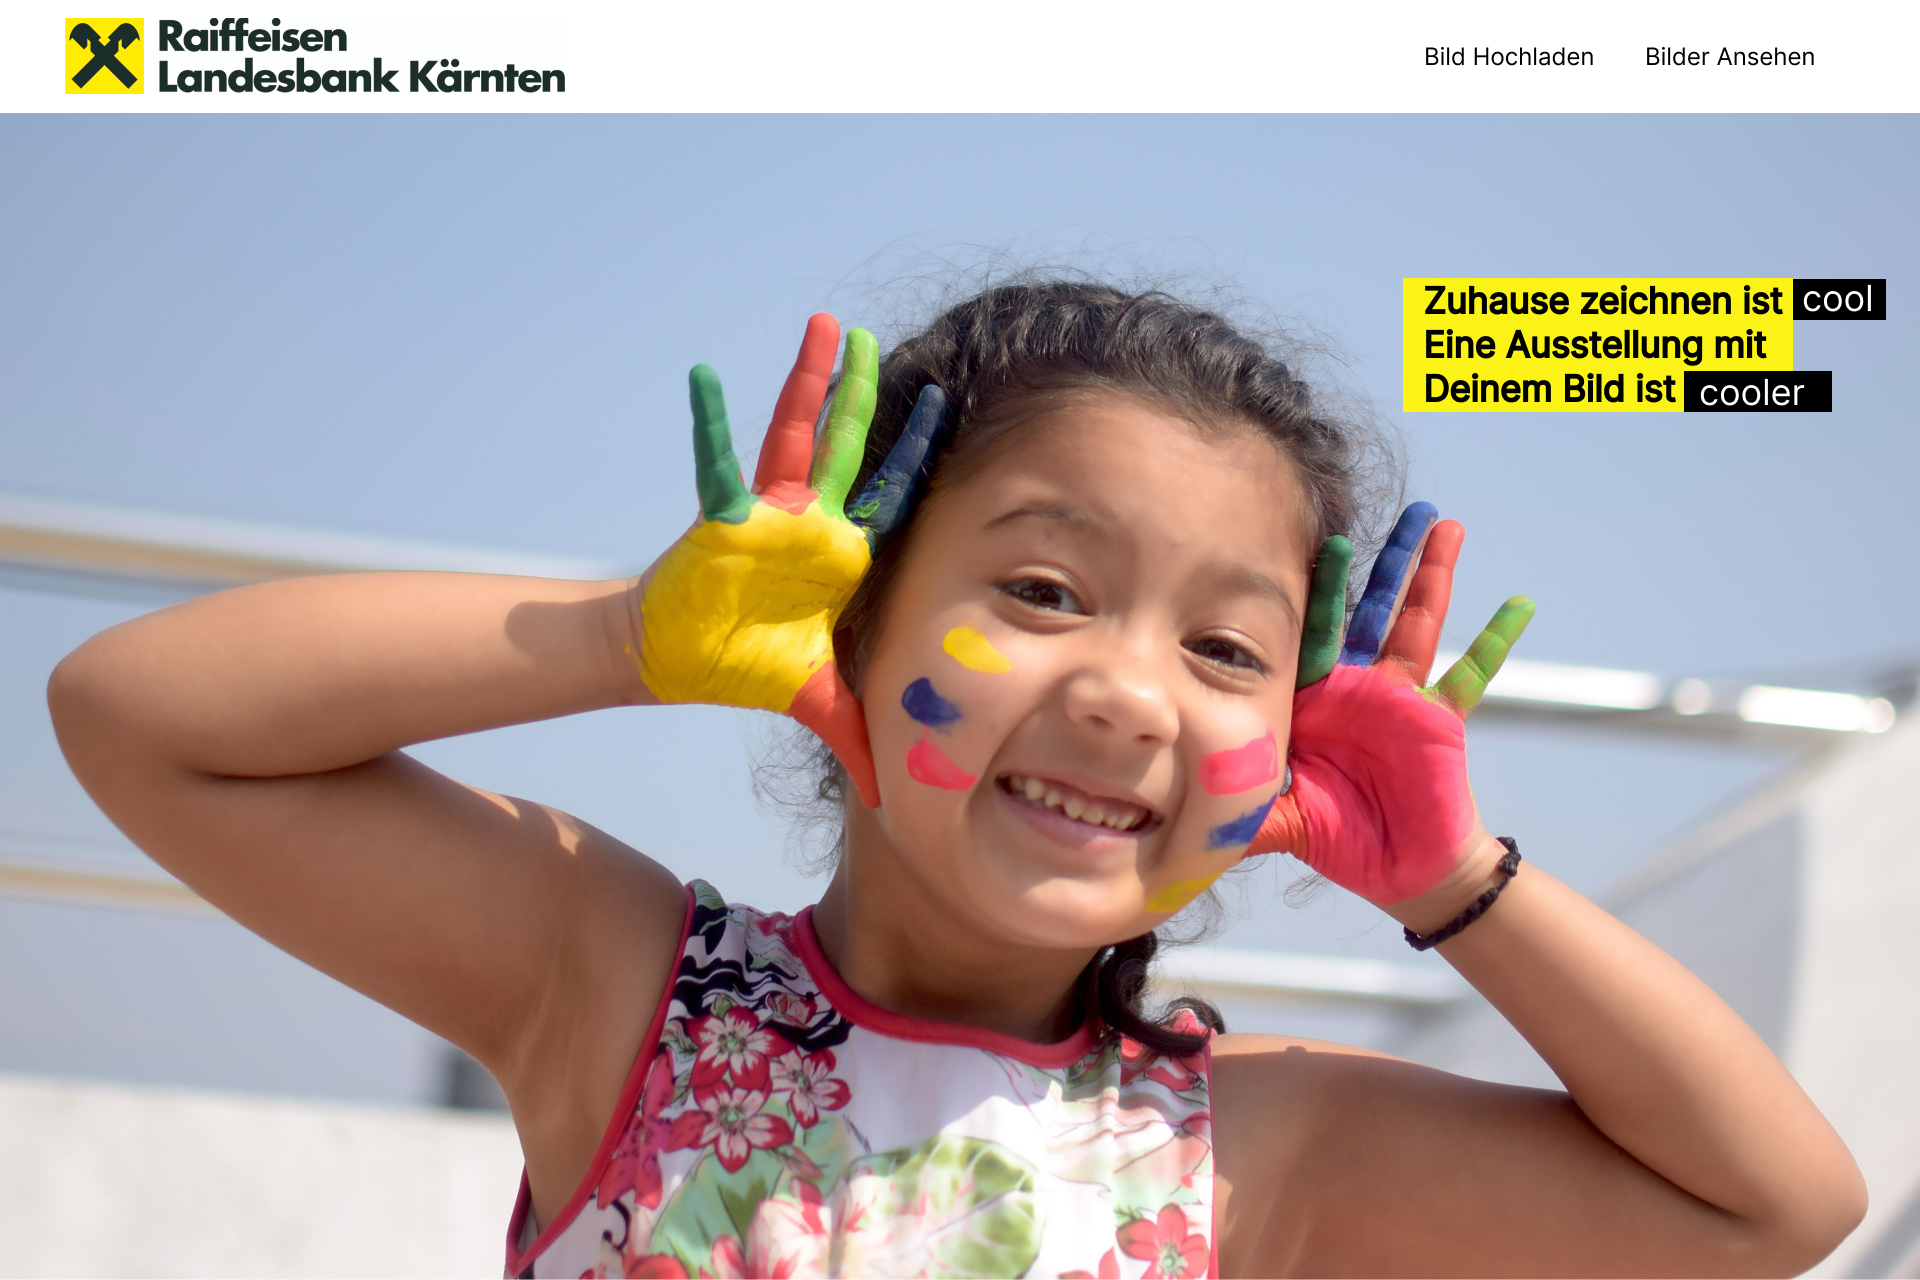 Raiffeisen
Landesbank Kärnten
Bild Hochladen
Bilder Ansehen
Zuhause zeichnen ist cool
Eine Ausstellung mit
Deinem Bild ist cooler